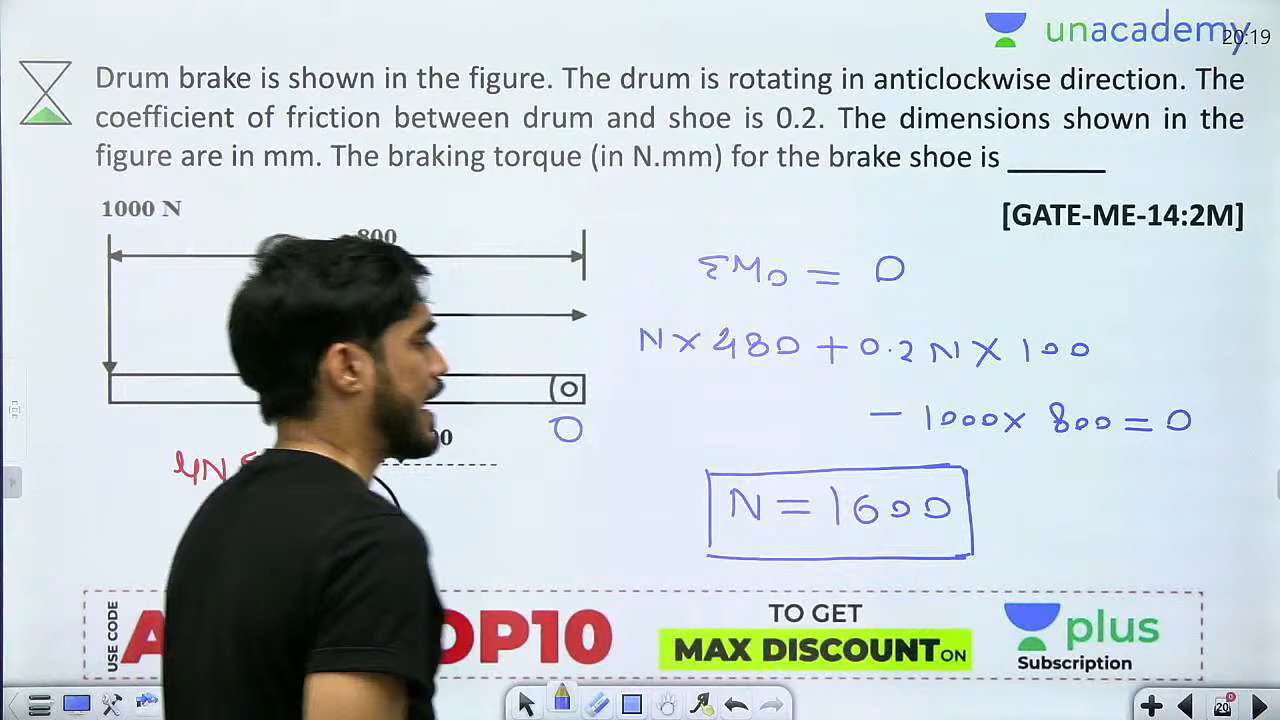 unacademy
20:19
Drum brake is shown in the figure. The drum is rotating in anticlockwise direction. The
coefficient of friction between drum and shoe is 0.2. The dimensions shown in the
figure are in mm. The braking torque (in N.mm) for the brake shoe is ______
[GATE-ME-14:2M]
1000 N
800
ΣM₀ = 0
N × 480 + 0.2 N × 100
- 1000 × 800 = 0
O
μN
N = 1600
USE CODE
OP10
TO GET
MAX DISCOUNT ON
plus
Subscription
20